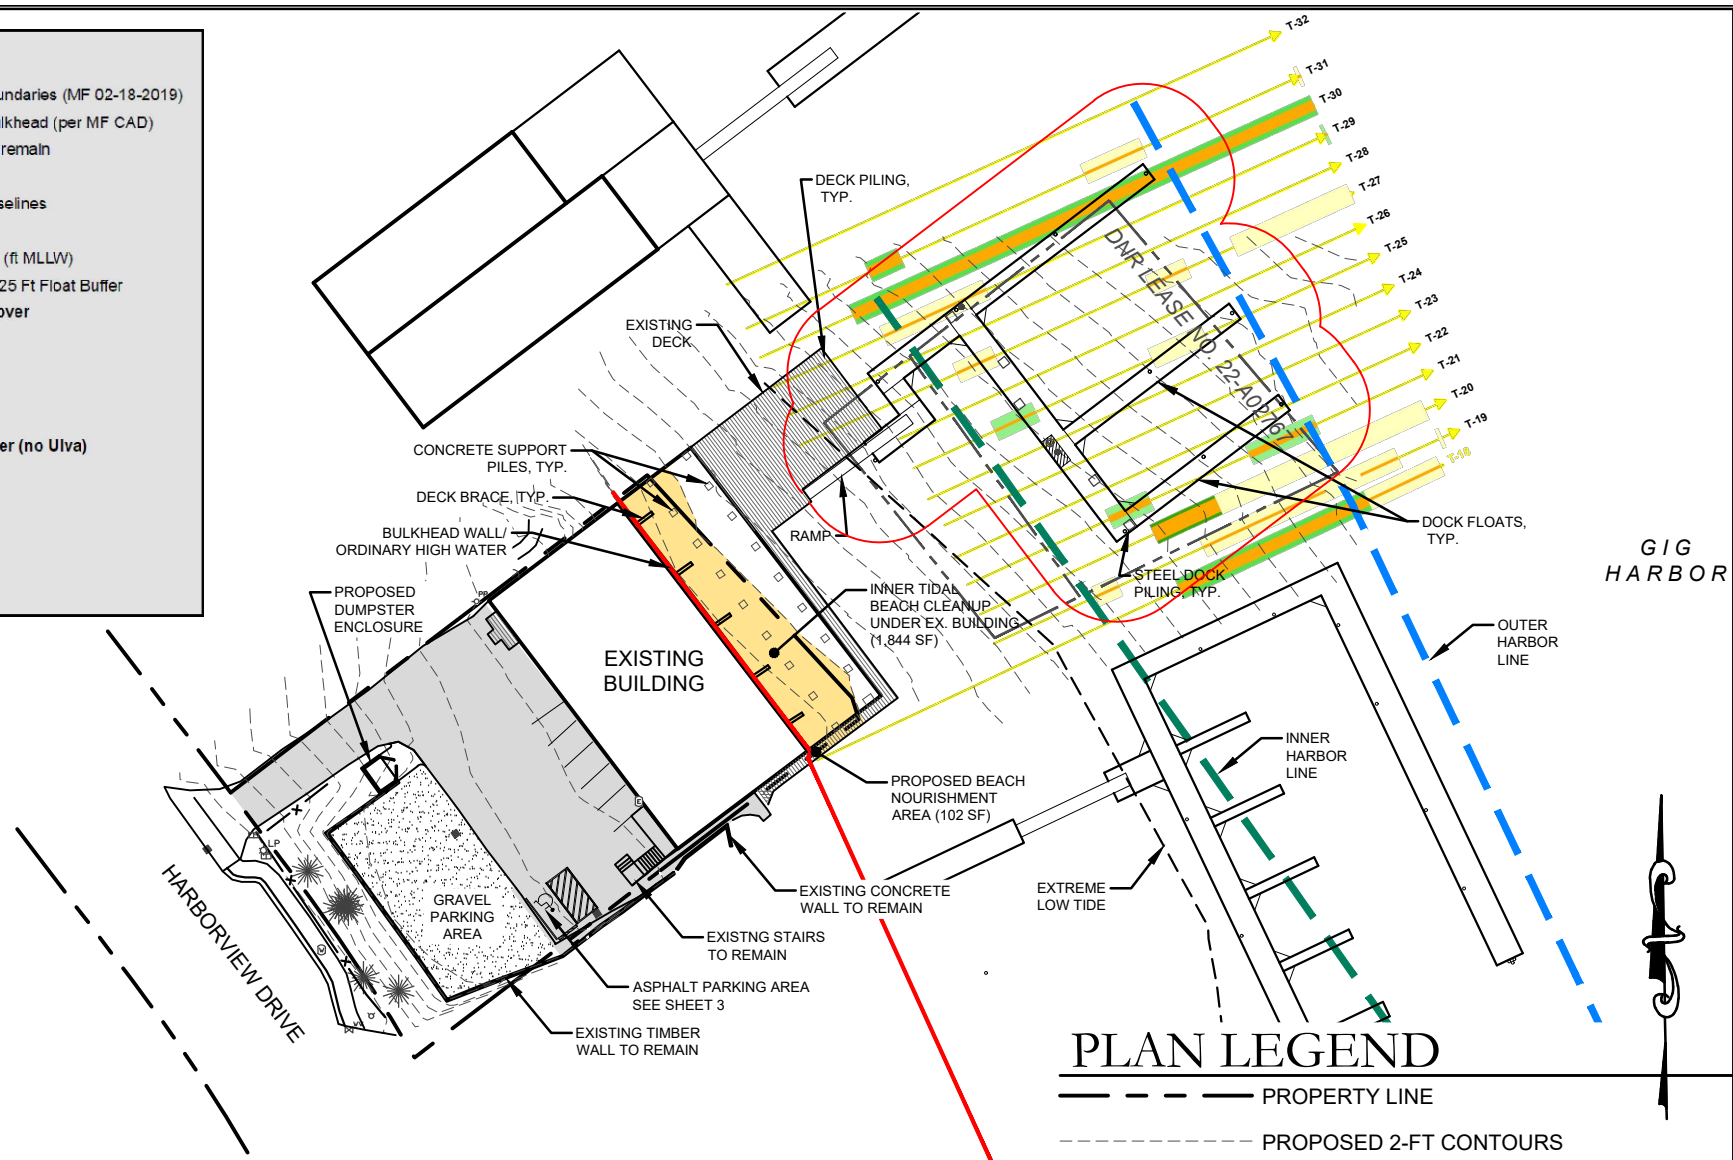 undaries (MF 02-18-2019)
lkhead (per MF CAD)
remain
selines
(ft MLLW)
25 Ft Float Buffer
over
er (no Ulva)
T-32
T-31
T-30
T-29
T-28
T-27
T-26
T-25
T-24
T-23
T-22
T-21
T-20
T-19
T-18
DECK PILING,
TYP.
EXISTING
DECK
DNR LEASE NO. 22-A02767
CONCRETE SUPPORT
PILES, TYP.
DECK BRACE, TYP.
BULKHEAD WALL/
ORDINARY HIGH WATER
RAMP
PROPOSED
DUMPSTER
ENCLOSURE
PP
INNER TIDAL
BEACH CLEANUP
UNDER EX. BUILDING
(1,844 SF)
STEEL DOCK
PILING, TYP.
DOCK FLOATS,
TYP.
GIG
HARBOR
OUTER
HARBOR
LINE
EXISTING
BUILDING
INNER
HARBOR
LINE
PROPOSED BEACH
NOURISHMENT
AREA (102 SF)
E
LP
GRAVEL
PARKING
AREA
HARBORVIEW DRIVE
EXISTING CONCRETE
WALL TO REMAIN
EXTREME
LOW TIDE
EXISTNG STAIRS
TO REMAIN
ASPHALT PARKING AREA
SEE SHEET 3
EXISTING TIMBER
WALL TO REMAIN
PLAN LEGEND
PROPERTY LINE
PROPOSED 2-FT CONTOURS